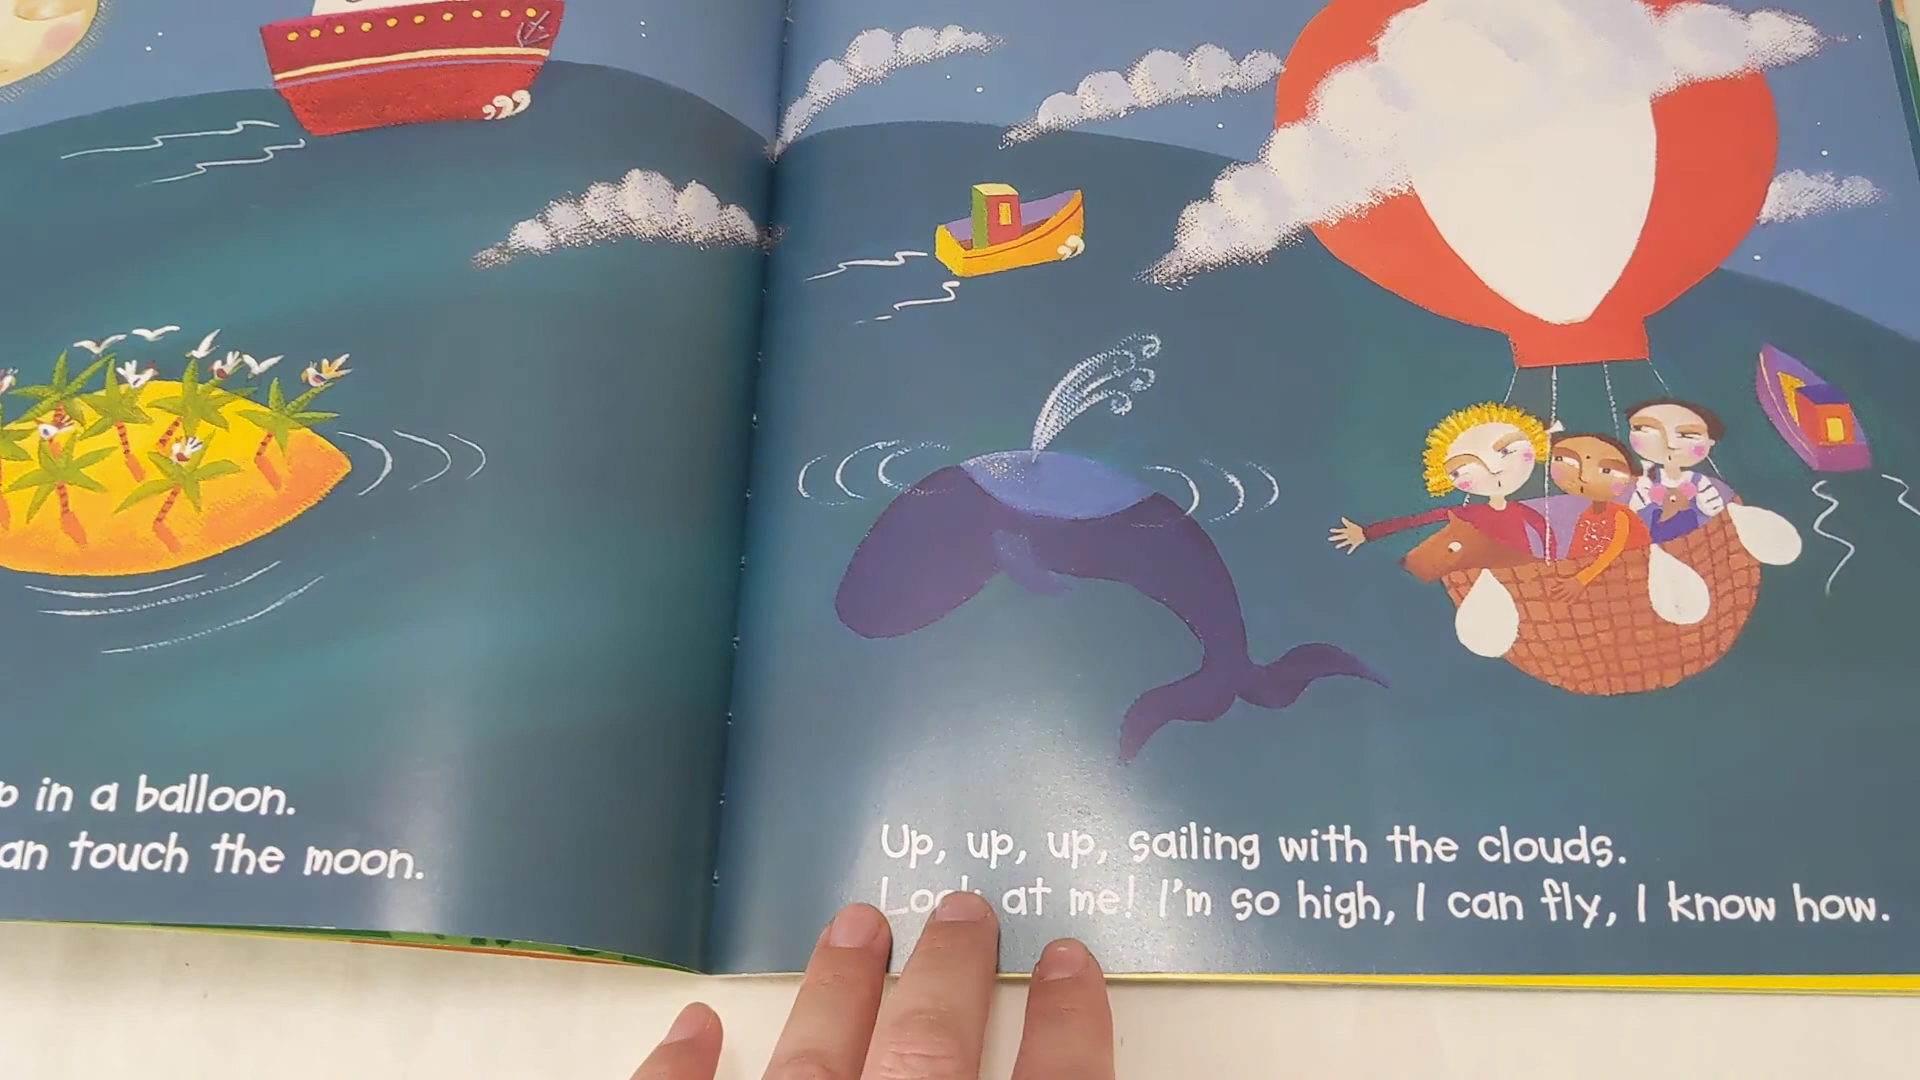 in a balloon.
touch the moon.
Up, up, up, sailing with the clouds.
Look at me! I'm so high, I can fly, I know how.